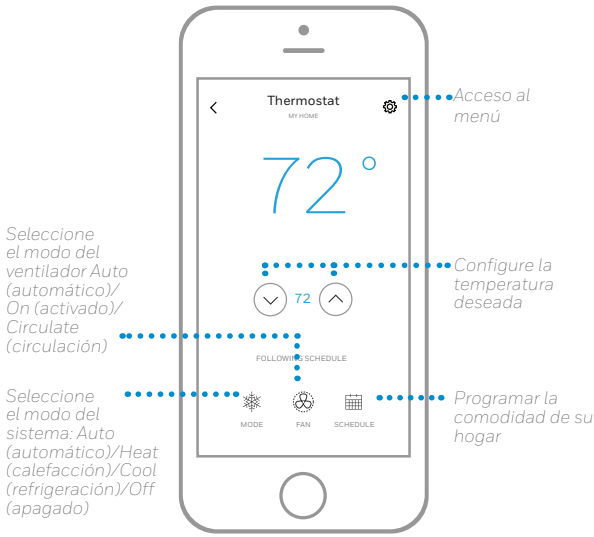 Thermostat
MY HOME
72°
72
FOLLOWING SCHEDULE
MODE
FAN
SCHEDULE
Acceso al
menú
Configure la
temperatura
deseada
Programar la
comodidad de su
hogar
Seleccione
el modo del
ventilador Auto
(automático)/
On (activado)/
Circulate
(circulación)
Seleccione
el modo del
sistema: Auto
(automático)/Heat
(calefacción)/Cool
(refrigeración)/Off
(apagado)